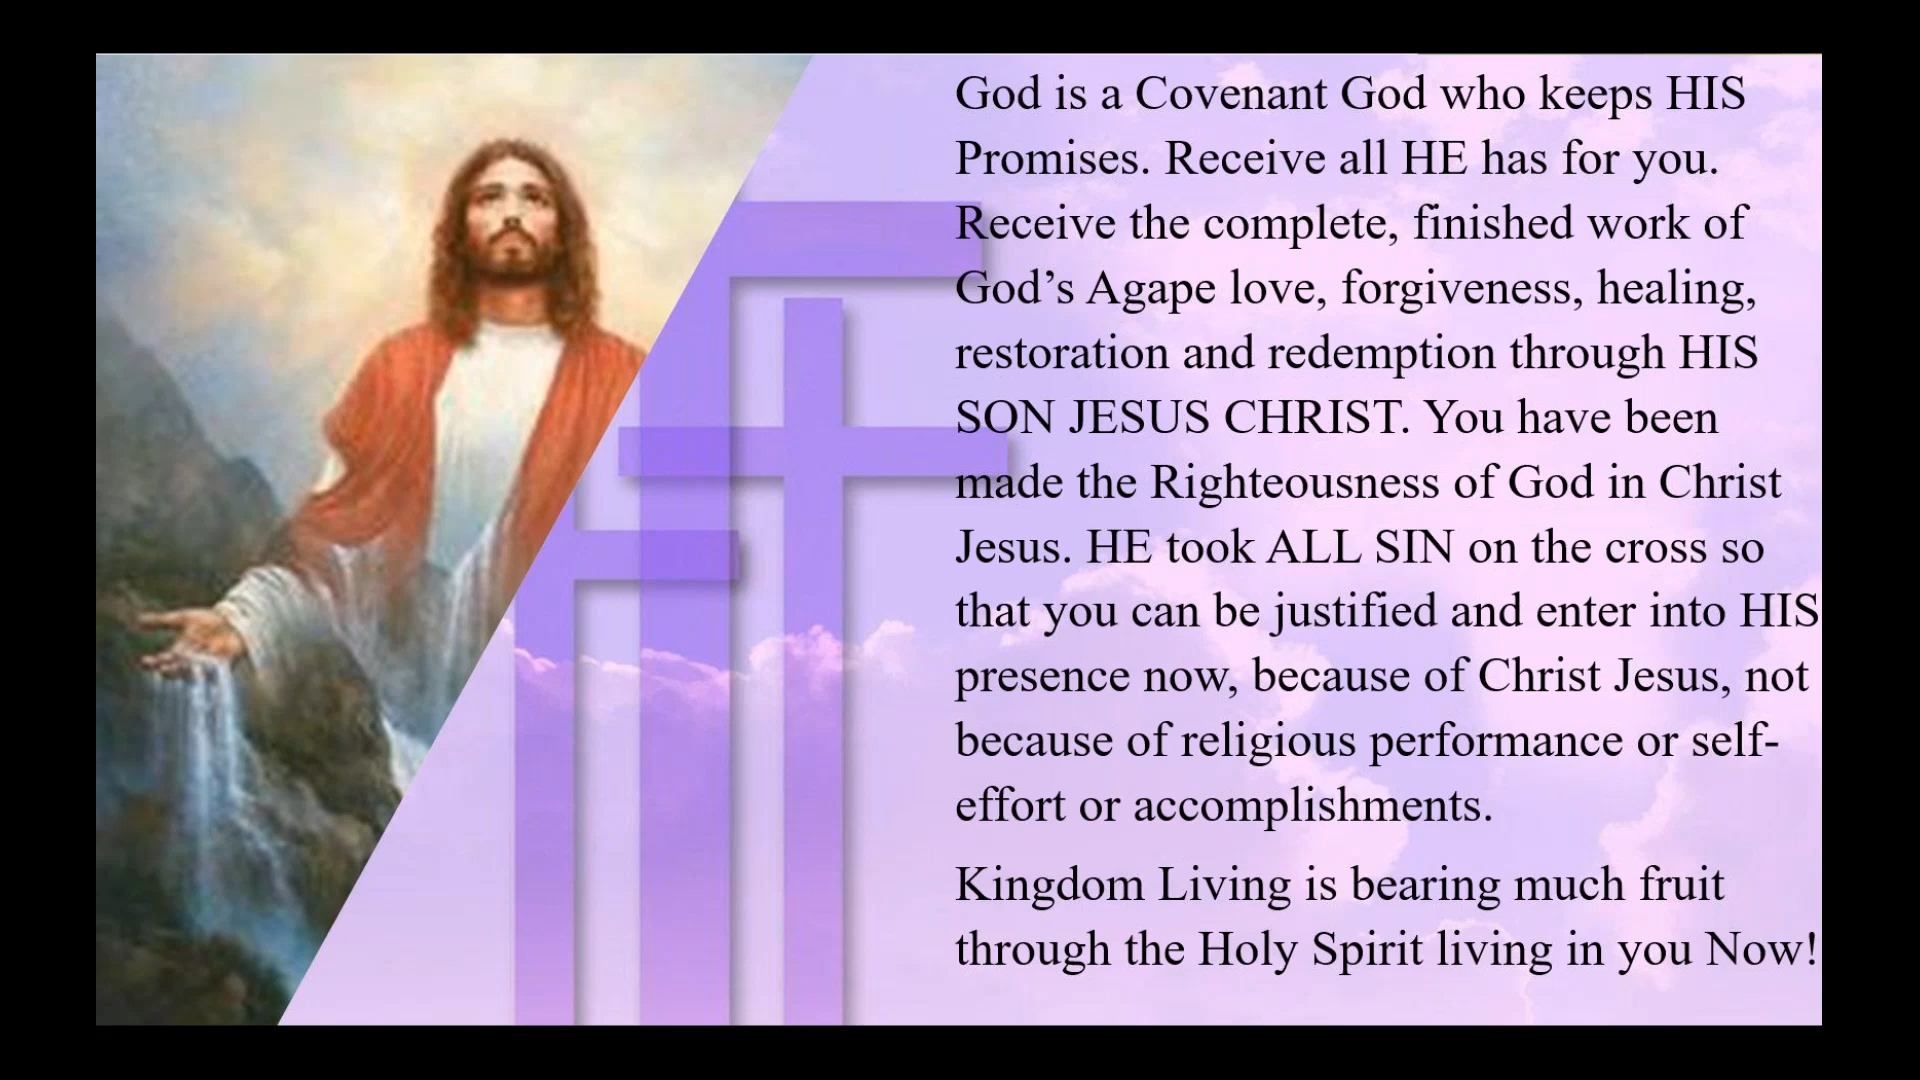 God is a Covenant God who keeps HIS
Promises. Receive all HE has for you.
Receive the complete, finished work of
God’s Agape love, forgiveness, healing,
restoration and redemption through HIS
SON JESUS CHRIST. You have been
made the Righteousness of God in Christ
Jesus. HE took ALL SIN on the cross so
that you can be justified and enter into HIS
presence now, because of Christ Jesus, not
because of religious performance or self-
effort or accomplishments.
Kingdom Living is bearing much fruit
through the Holy Spirit living in you Now!